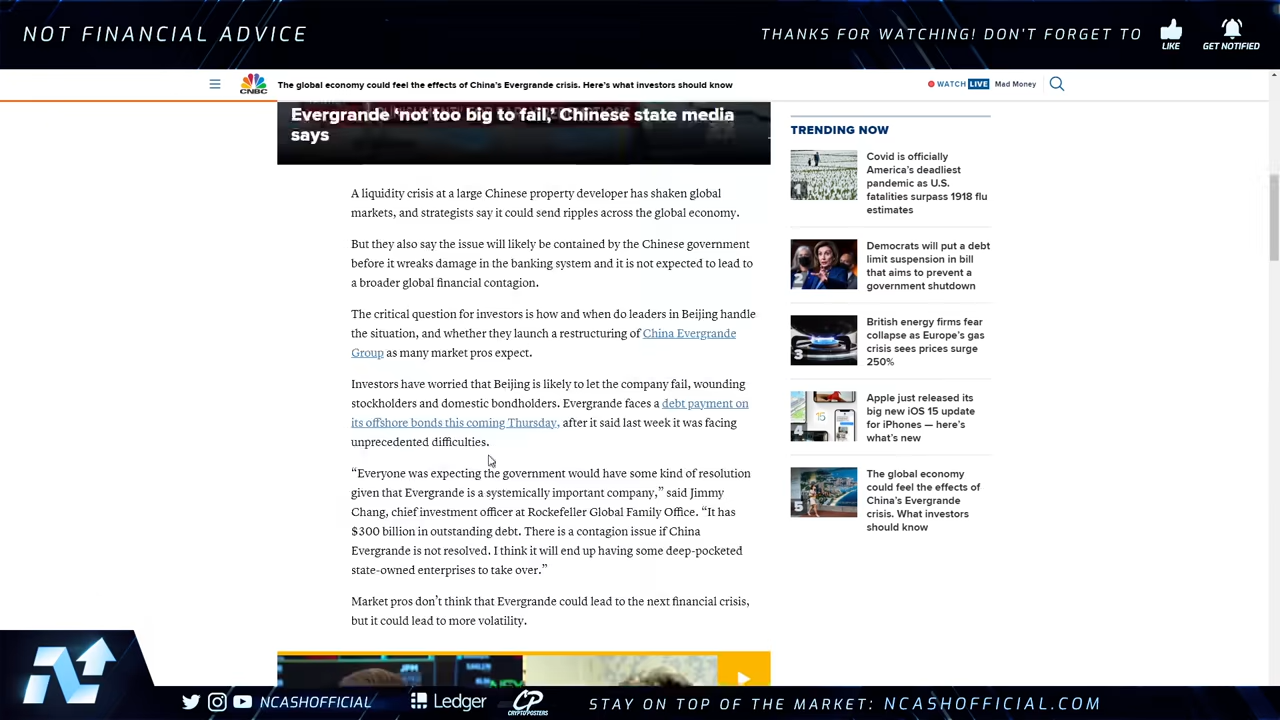 NOT FINANCIAL ADVICE
THANKS FOR WATCHING! DON'T FORGET TO
LIKE
GET NOTIFIED
CNBC
The global economy could feel the effects of China's Evergrande crisis. Here's what investors should know
WATCH LIVE Mad Money
Evergrande 'not too big to fail,' Chinese state media
says
A liquidity crisis at a large Chinese property developer has shaken global
markets, and strategists say it could send ripples across the global economy.
But they also say the issue will likely be contained by the Chinese government
before it wreaks damage in the banking system and it is not expected to lead to
a broader global financial contagion.
The critical question for investors is how and when do leaders in Beijing handle
the situation, and whether they launch a restructuring of China Evergrande
Group as many market pros expect.
Investors have worried that Beijing is likely to let the company fail, wounding
stockholders and domestic bondholders. Evergrande faces a debt payment on
its offshore bonds this coming Thursday, after it said last week it was facing
unprecedented difficulties.
“Everyone was expecting the government would have some kind of resolution
given that Evergrande is a systemically important company,” said Jimmy
Chang, chief investment officer at Rockefeller Global Family Office. “It has
$300 billion in outstanding debt. There is a contagion issue if China
Evergrande is not resolved. I think it will end up having some deep-pocketed
state-owned enterprises to take over.”
Market pros don’t think that Evergrande could lead to the next financial crisis,
but it could lead to more volatility.
TRENDING NOW
1
Covid is officially
America's deadliest
pandemic as U.S.
fatalities surpass 1918 flu
estimates
2
Democrats will put a debt
limit suspension in bill
that aims to prevent a
government shutdown
3
British energy firms fear
collapse as Europe's gas
crisis sees prices surge
250%
4
Apple just released its
big new iOS 15 update
for iPhones — here's
what's new
5
The global economy
could feel the effects of
China's Evergrande
crisis. What investors
should know
NCASHOFFICIAL
Ledger
CRYPTOPOSTERS
STAY ON TOP OF THE MARKET: NCASHOFFICIAL.COM